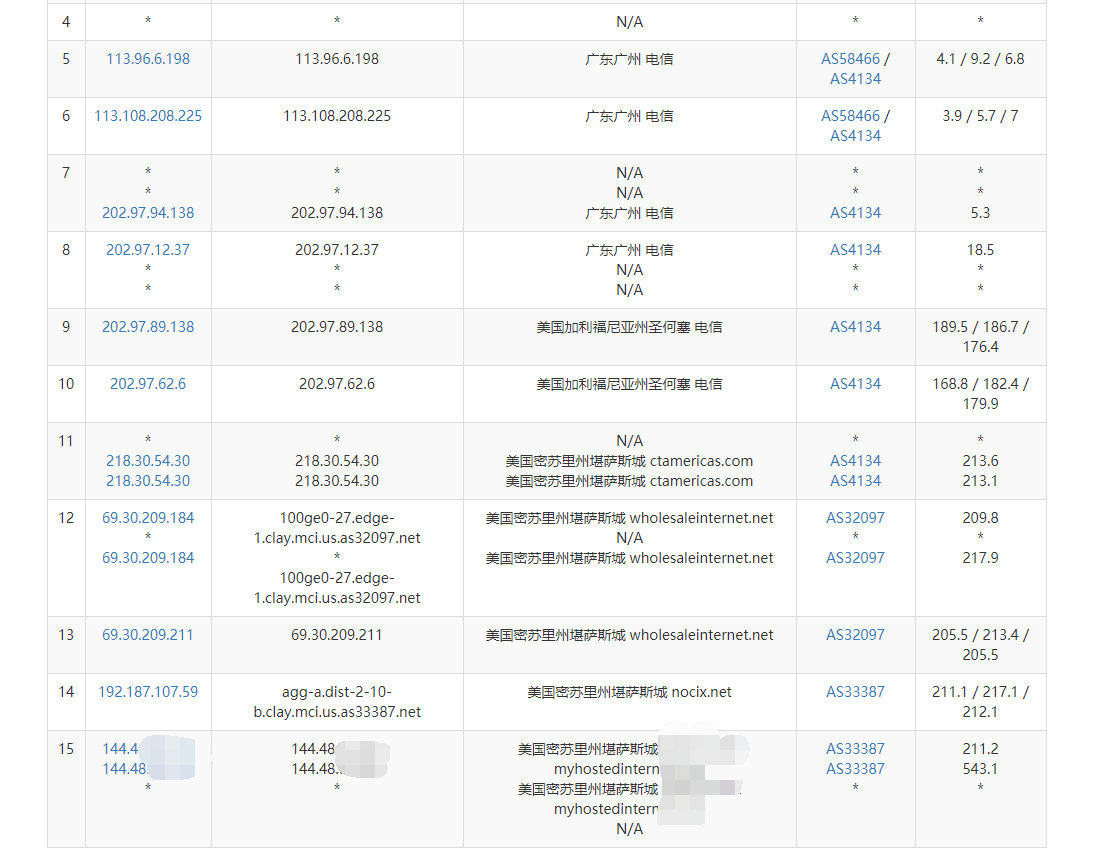 4 * * N/A * *
5 113.96.6.198 113.96.6.198 广东广州 电信 AS58466 / 4.1 / 9.2 / 6.8
AS4134
6 113.108.208.225 113.108.208.225 广东广州 电信 AS58466 / 3.9 / 5.7 / 7
AS4134
7 * * N/A * *
* * N/A * *
202.97.94.138 202.97.94.138 广东广州 电信 AS4134 5.3
8 202.97.12.37 202.97.12.37 广东广州 电信 AS4134 18.5
* * N/A * *
* * N/A * *
9 202.97.89.138 202.97.89.138 美国加利福尼亚州圣何塞 电信 AS4134 189.5 / 186.7 /
176.4
10 202.97.62.6 202.97.62.6 美国加利福尼亚州圣何塞 电信 AS4134 168.8 / 182.4 /
179.9
11 * * N/A * *
218.30.54.30 218.30.54.30 美国密苏里州堪萨斯城 ctamericas.com AS4134 213.6
218.30.54.30 218.30.54.30 美国密苏里州堪萨斯城 ctamericas.com AS4134 213.1
12 69.30.209.184 100ge0-27.edge- 美国密苏里州堪萨斯城 wholesaleinternet.net AS32097 209.8
* 1.clay.mci.us.as32097.net N/A * *
69.30.209.184 * 美国密苏里州堪萨斯城 wholesaleinternet.net AS32097 217.9
100ge0-27.edge-
1.clay.mci.us.as32097.net
13 69.30.209.211 69.30.209.211 美国密苏里州堪萨斯城 wholesaleinternet.net AS32097 205.5 / 213.4 /
205.5
14 192.187.107.59 agg-a.dist-2-10- 美国密苏里州堪萨斯城 nocix.net AS33387 211.1 / 217.1 /
b.clay.mci.us.as33387.net 212.1
15 144.4 144.48 美国密苏里州堪萨斯城 AS33387 211.2
144.48. 144.48. myhostedintern AS33387 543.1
* * 美国密苏里州堪萨斯城 * *
myhostedintern
N/A